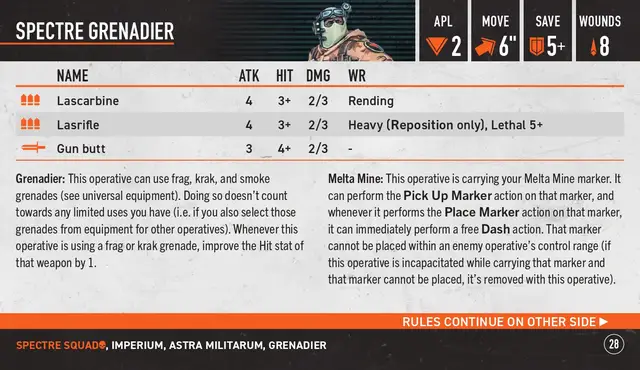 SPECTRE GRENADIER
APL MOVE SAVE WOUNDS
2 6" 5+ 8
NAME ATK HIT DMG WR
Lascarbine 4 3+ 2/3 Rending
Lasrifle 4 3+ 2/3 Heavy (Reposition only), Lethal 5+
Gun butt 3 4+ 2/3 -
Grenadier: This operative can use frag, krak, and smoke
grenades (see universal equipment). Doing so doesn't count
towards any limited uses you have (i.e. if you also select those
grenades from equipment for other operatives). Whenever this
operative is using a frag or krak grenade, improve the Hit stat of
that weapon by 1.
Melta Mine: This operative is carrying your Melta Mine marker. It
can perform the Pick Up Marker action on that marker, and
whenever it performs the Place Marker action on that marker,
it can immediately perform a free Dash action. That marker
cannot be placed within an enemy operative's control range (if
this operative is incapacitated while carrying that marker and
that marker cannot be placed, it's removed with this operative).
RULES CONTINUE ON OTHER SIDE ▶
SPECTRE SQUAD, IMPERIUM, ASTRA MILITARUM, GRENADIER
28